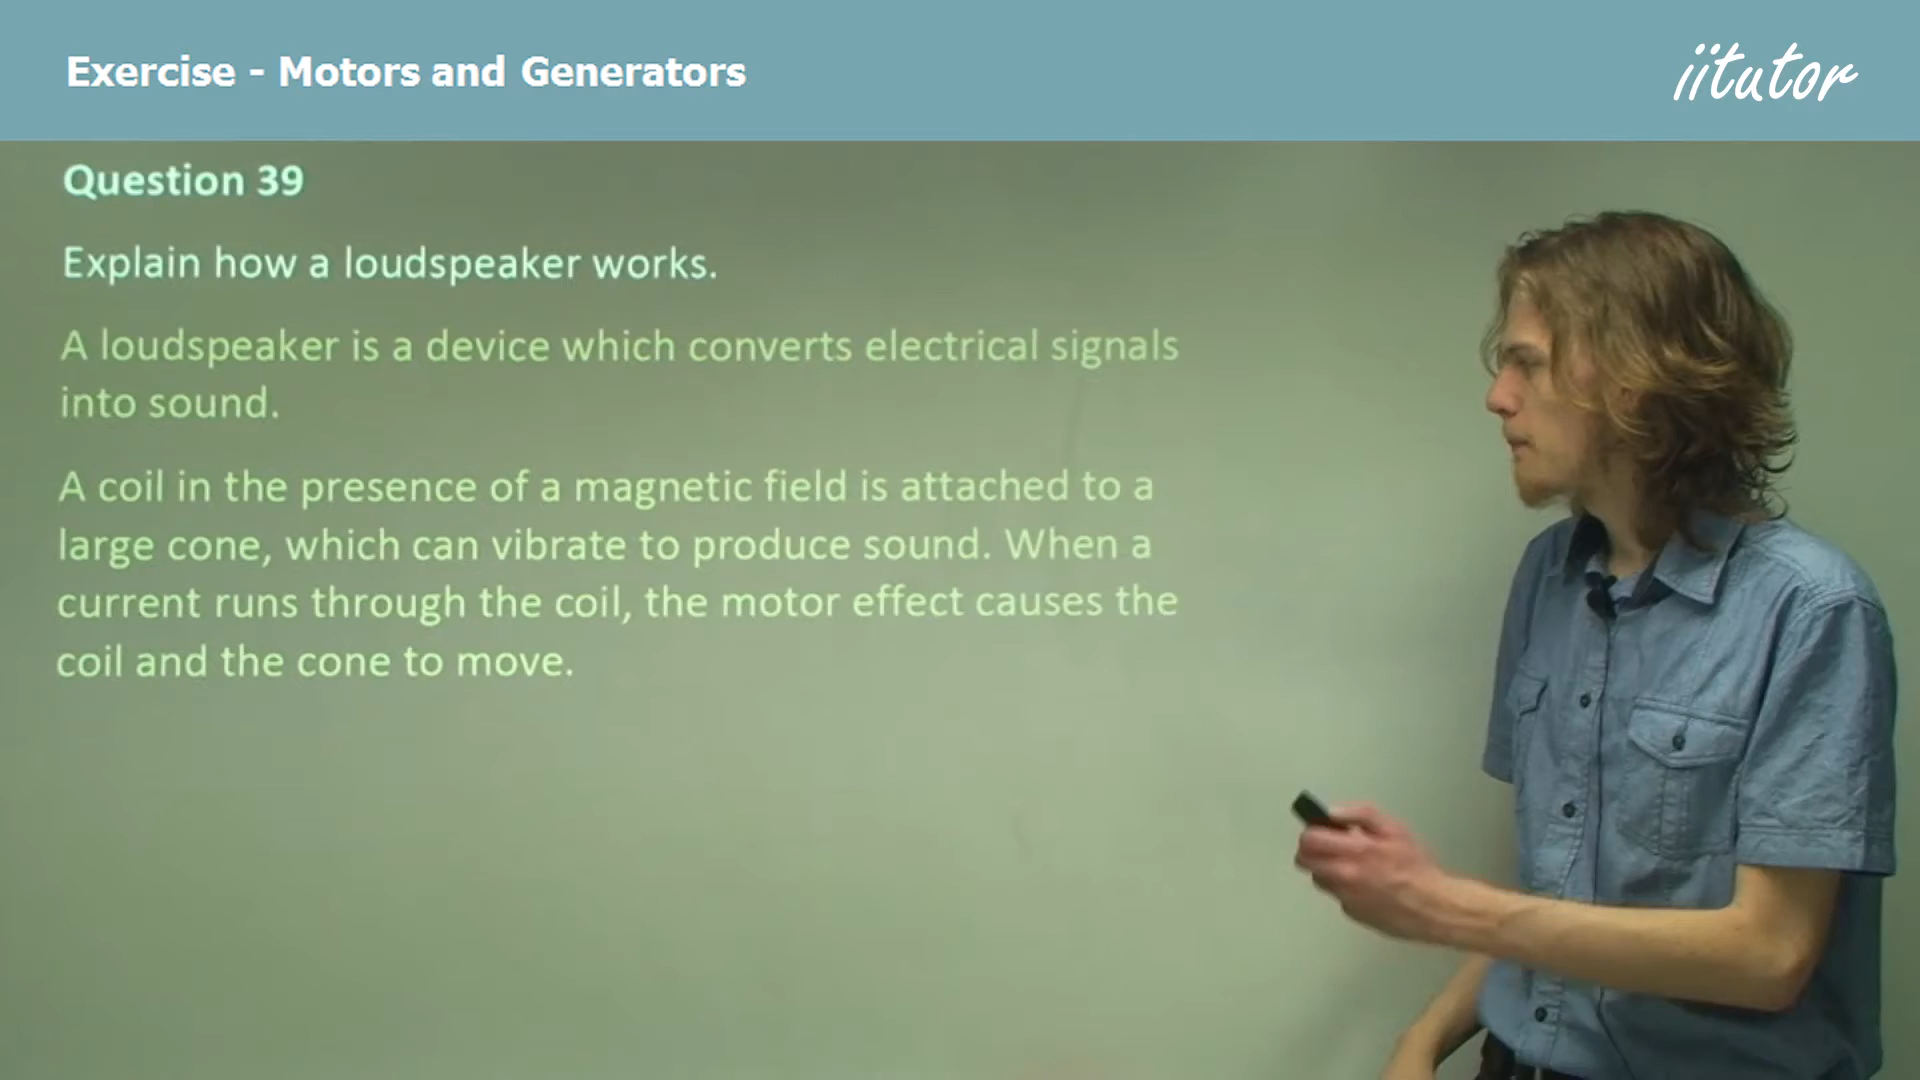 Exercise - Motors and Generators
iitutor
Question 39
Explain how a loudspeaker works.
A loudspeaker is a device which converts electrical signals
into sound.
A coil in the presence of a magnetic field is attached to a
large cone, which can vibrate to produce sound. When a
current runs through the coil, the motor effect causes the
coil and the cone to move.